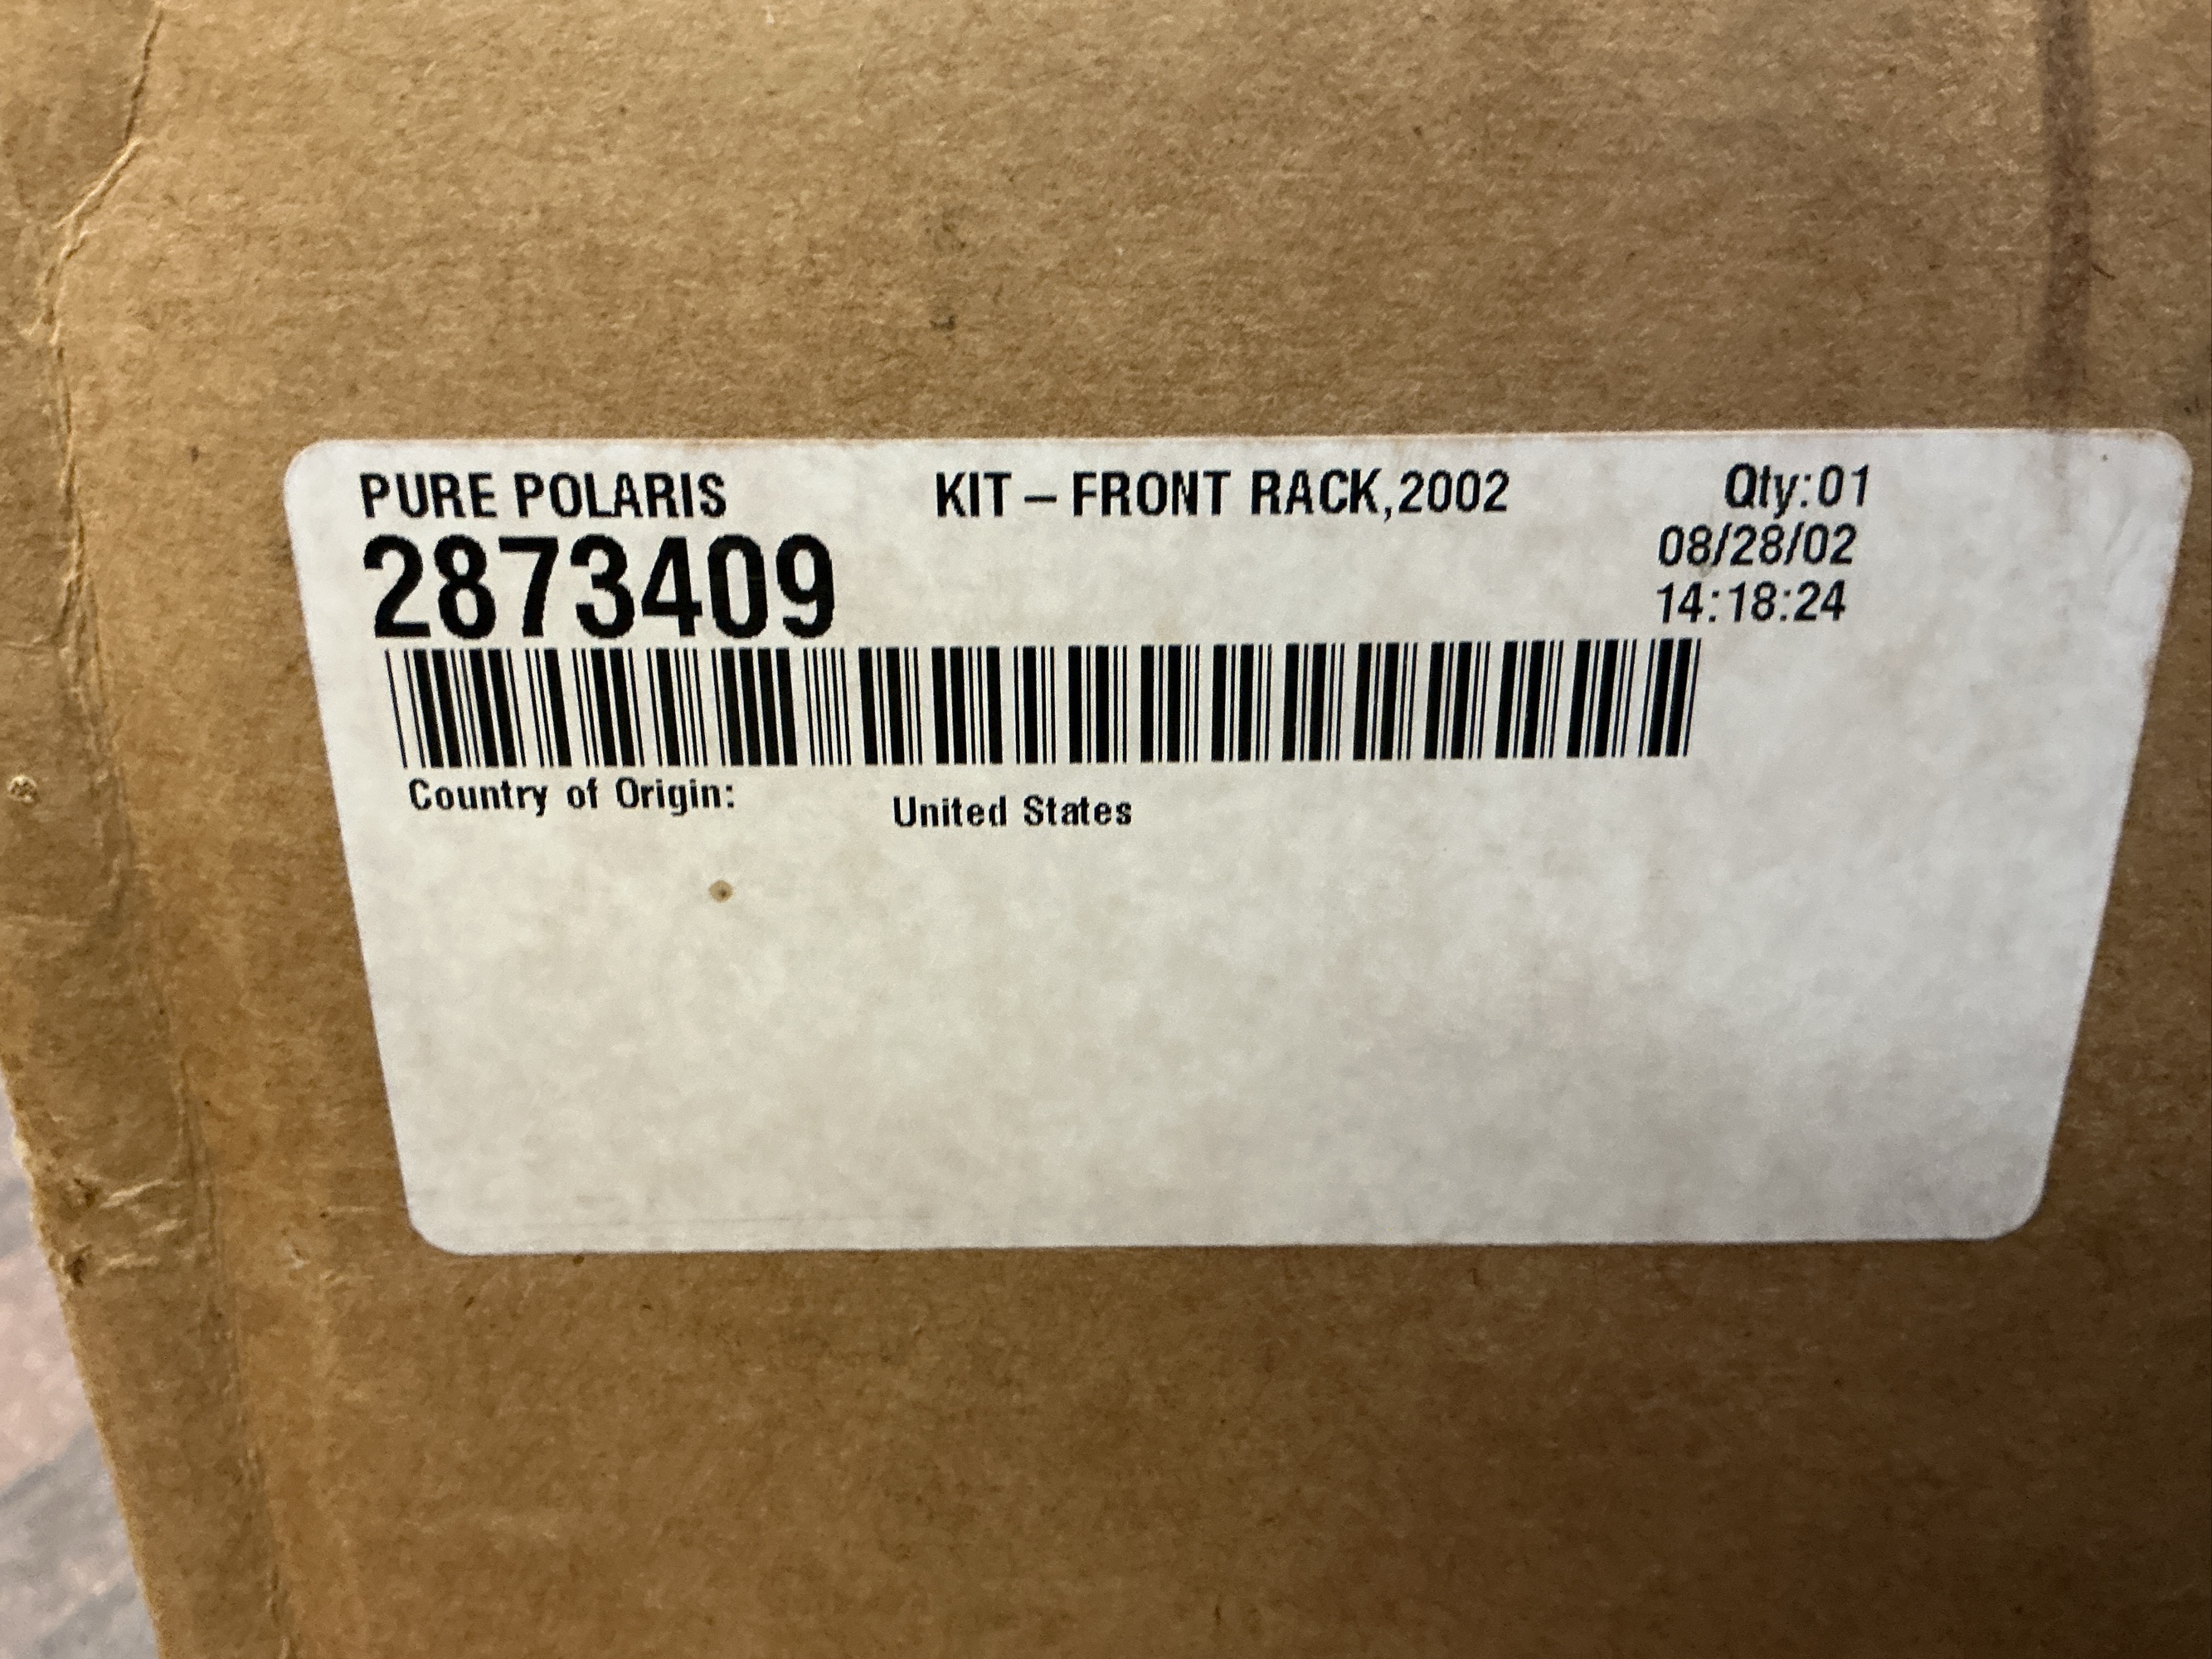 PURE POLARIS KIT – FRONT RACK,2002 Qty:01
2873409 08/28/02
14:18:24
Country of Origin: United States